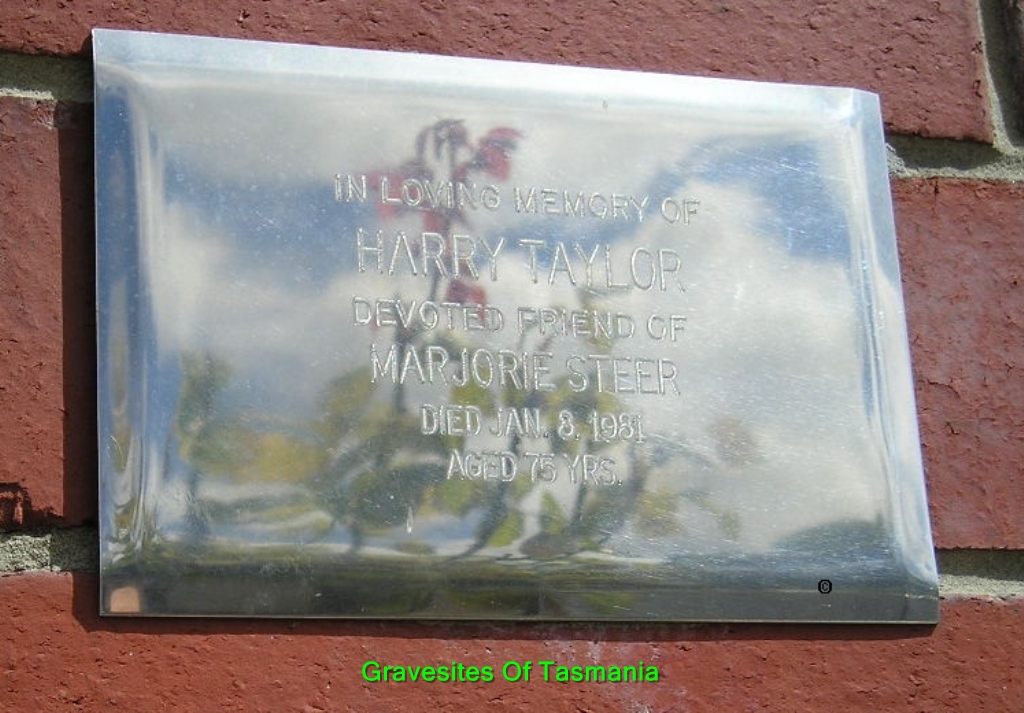 IN LOVING MEMORY OF
HARRY TAYLOR
DEVOTED FRIEND OF
MARJORIE STEER
DIED JAN. 8, 1981
AGED 75 YRS.
©
Gravesites Of Tasmania